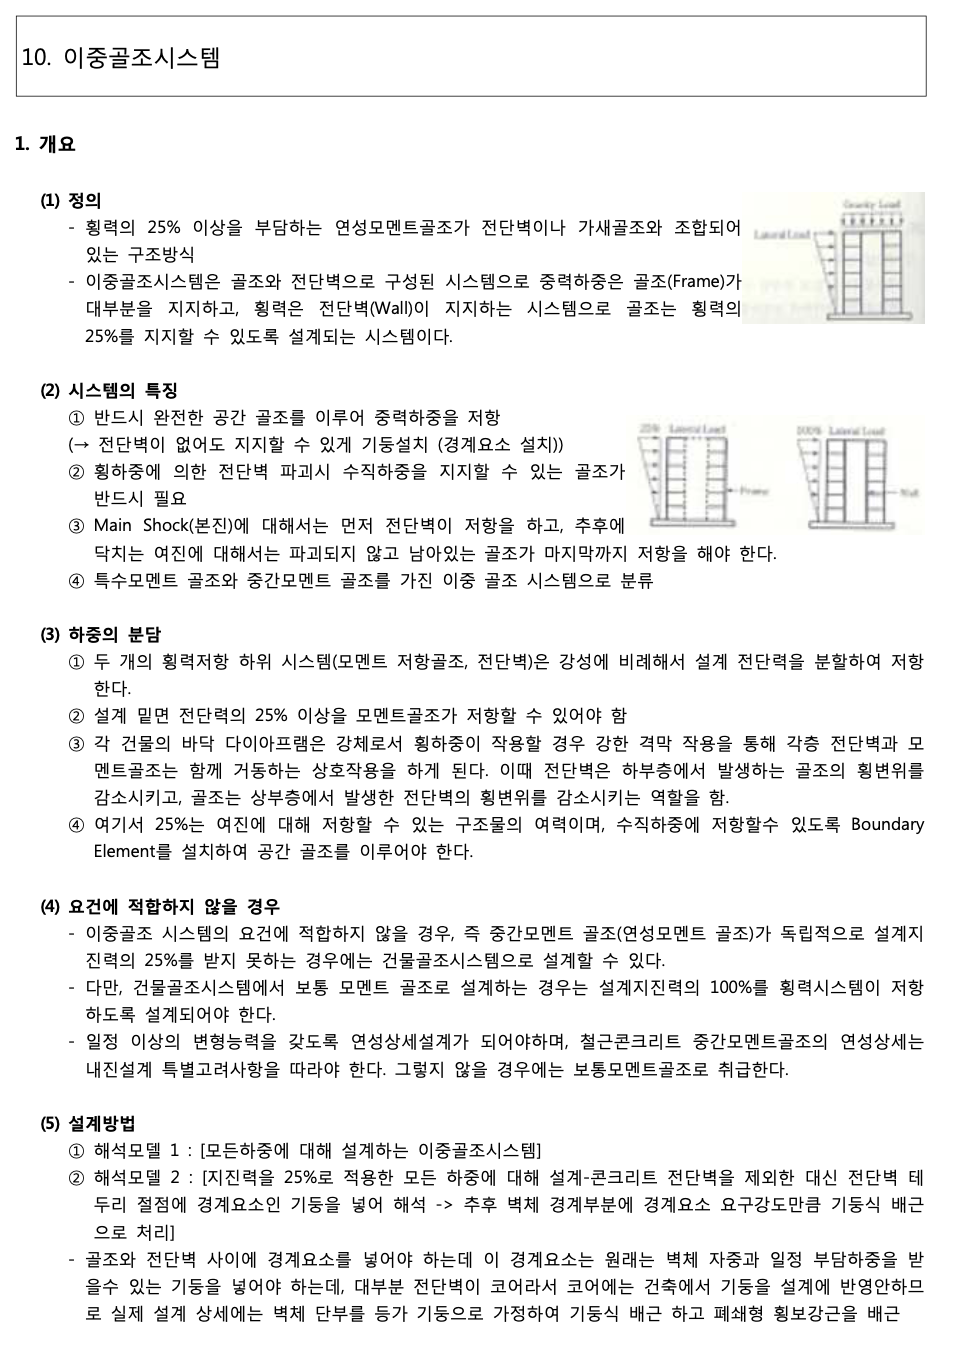 10. 이중골조시스템
1. 개요
(1) 정의
- 횡력의 25% 이상을 부담하는 연성모멘트골조가 전단벽이나 가새골조와 조합되어
있는 구조방식
- 이중골조시스템은 골조와 전단벽으로 구성된 시스템으로 중력하중은 골조(Frame)가
대부분을 지지하고, 횡력은 전단벽(Wall)이 지지하는 시스템으로 골조는 횡력의
25%를 지지할 수 있도록 설계되는 시스템이다.
Gravity Load
Lateral Load
(2) 시스템의 특징
① 반드시 완전한 공간 골조를 이루어 중력하중을 저항
(→ 전단벽이 없어도 지지할 수 있게 기둥설치 (경계요소 설치))
② 횡하중에 의한 전단벽 파괴시 수직하중을 지지할 수 있는 골조가
반드시 필요
③ Main Shock(본진)에 대해서는 먼저 전단벽이 저항을 하고, 추후에
닥치는 여진에 대해서는 파괴되지 않고 남아있는 골조가 마지막까지 저항을 해야 한다.
④ 특수모멘트 골조와 중간모멘트 골조를 가진 이중 골조 시스템으로 분류
25% Lateral Load
Frame
100% Lateral Load
Wall
(3) 하중의 분담
① 두 개의 횡력저항 하위 시스템(모멘트 저항골조, 전단벽)은 강성에 비례해서 설계 전단력을 분할하여 저항
한다.
② 설계 밑면 전단력의 25% 이상을 모멘트골조가 저항할 수 있어야 함
③ 각 건물의 바닥 다이아프램은 강체로서 횡하중이 작용할 경우 강한 격막 작용을 통해 각층 전단벽과 모
멘트골조는 함께 거동하는 상호작용을 하게 된다. 이때 전단벽은 하부층에서 발생하는 골조의 횡변위를
감소시키고, 골조는 상부층에서 발생한 전단벽의 횡변위를 감소시키는 역할을 함.
④ 여기서 25%는 여진에 대해 저항할 수 있는 구조물의 여력이며, 수직하중에 저항할수 있도록 Boundary
Element를 설치하여 공간 골조를 이루어야 한다.
(4) 요건에 적합하지 않을 경우
- 이중골조 시스템의 요건에 적합하지 않을 경우, 즉 중간모멘트 골조(연성모멘트 골조)가 독립적으로 설계지
진력의 25%를 받지 못하는 경우에는 건물골조시스템으로 설계할 수 있다.
- 다만, 건물골조시스템에서 보통 모멘트 골조로 설계하는 경우는 설계지진력의 100%를 횡력시스템이 저항
하도록 설계되어야 한다.
- 일정 이상의 변형능력을 갖도록 연성상세설계가 되어야하며, 철근콘크리트 중간모멘트골조의 연성상세는
내진설계 특별고려사항을 따라야 한다. 그렇지 않을 경우에는 보통모멘트골조로 취급한다.
(5) 설계방법
① 해석모델 1 : [모든하중에 대해 설계하는 이중골조시스템]
② 해석모델 2 : [지진력을 25%로 적용한 모든 하중에 대해 설계-콘크리트 전단벽을 제외한 대신 전단벽 테
두리 절점에 경계요소인 기둥을 넣어 해석 -> 추후 벽체 경계부분에 경계요소 요구강도만큼 기둥식 배근
으로 처리]
- 골조와 전단벽 사이에 경계요소를 넣어야 하는데 이 경계요소는 원래는 벽체 자중과 일정 부담하중을 받
을수 있는 기둥을 넣어야 하는데, 대부분 전단벽이 코어라서 코어에는 건축에서 기둥을 설계에 반영안하므
로 실제 설계 상세에는 벽체 단부를 등가 기둥으로 가정하여 기둥식 배근 하고 폐쇄형 횡보강근을 배근